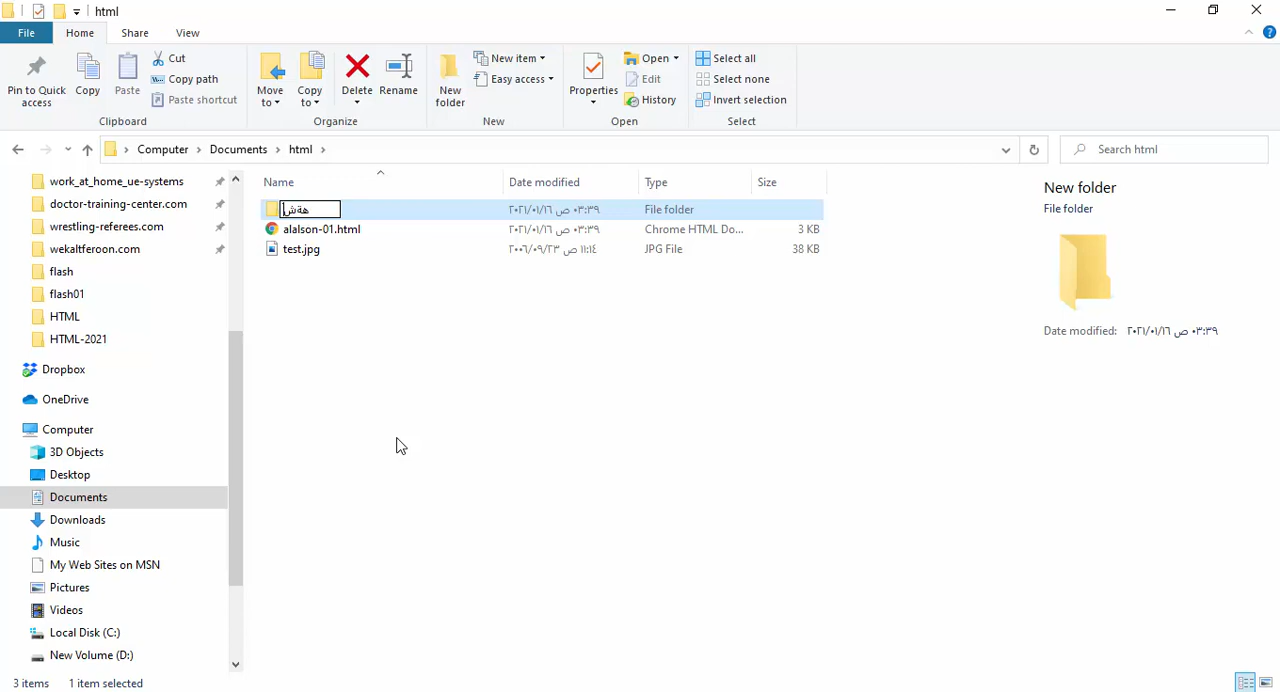 html
File
Home
Share
View
Pin to Quick access
Copy
Paste
Cut
Copy path
Paste shortcut
Clipboard
Move to
Copy to
Delete
Rename
Organize
New folder
New item
Easy access
New
Properties
Open
Edit
History
Open
Select all
Select none
Invert selection
Select
Computer
Documents
html
Search html
work_at_home_ue-systems
doctor-training-center.com
wrestling-referees.com
wekaltferoon.com
flash
flash01
HTML
HTML-2021
Dropbox
OneDrive
Computer
3D Objects
Desktop
Documents
Downloads
Music
My Web Sites on MSN
Pictures
Videos
Local Disk (C:)
New Volume (D:)
Name
Date modified
Type
Size
هةش
٠٣:٣٩ ص ٢٠٢١/٠١/١٦
File folder
alalson-01.html
٠٣:٣٩ ص ٢٠٢١/٠١/١٦
Chrome HTML Do...
3 KB
test.jpg
١١:١٤ ص ٢٠٠٦/٠٩/٢٣
JPG File
38 KB
New folder
File folder
Date modified: ٠٣:٣٩ ص ٢٠٢١/٠١/١٦
3 items
1 item selected